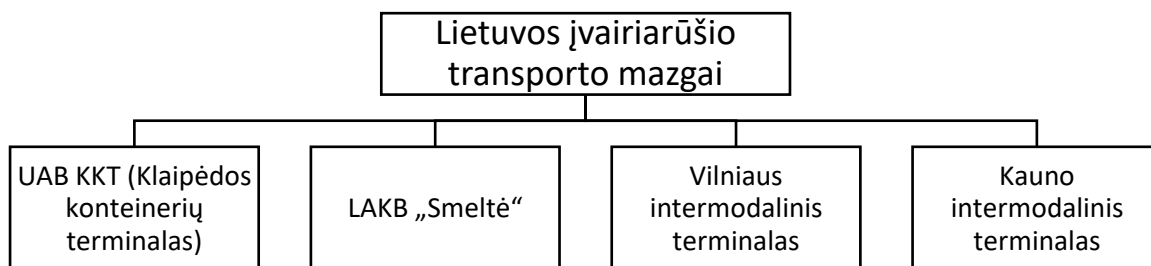 Lietuvos įvairiarūšio
transporto mazgai
UAB KKT (Klaipėdos
konteinerių
terminalas)
LAKB „Smeltė“
Vilniaus
intermodalinis
terminalas
Kauno
intermodalinis
terminalas